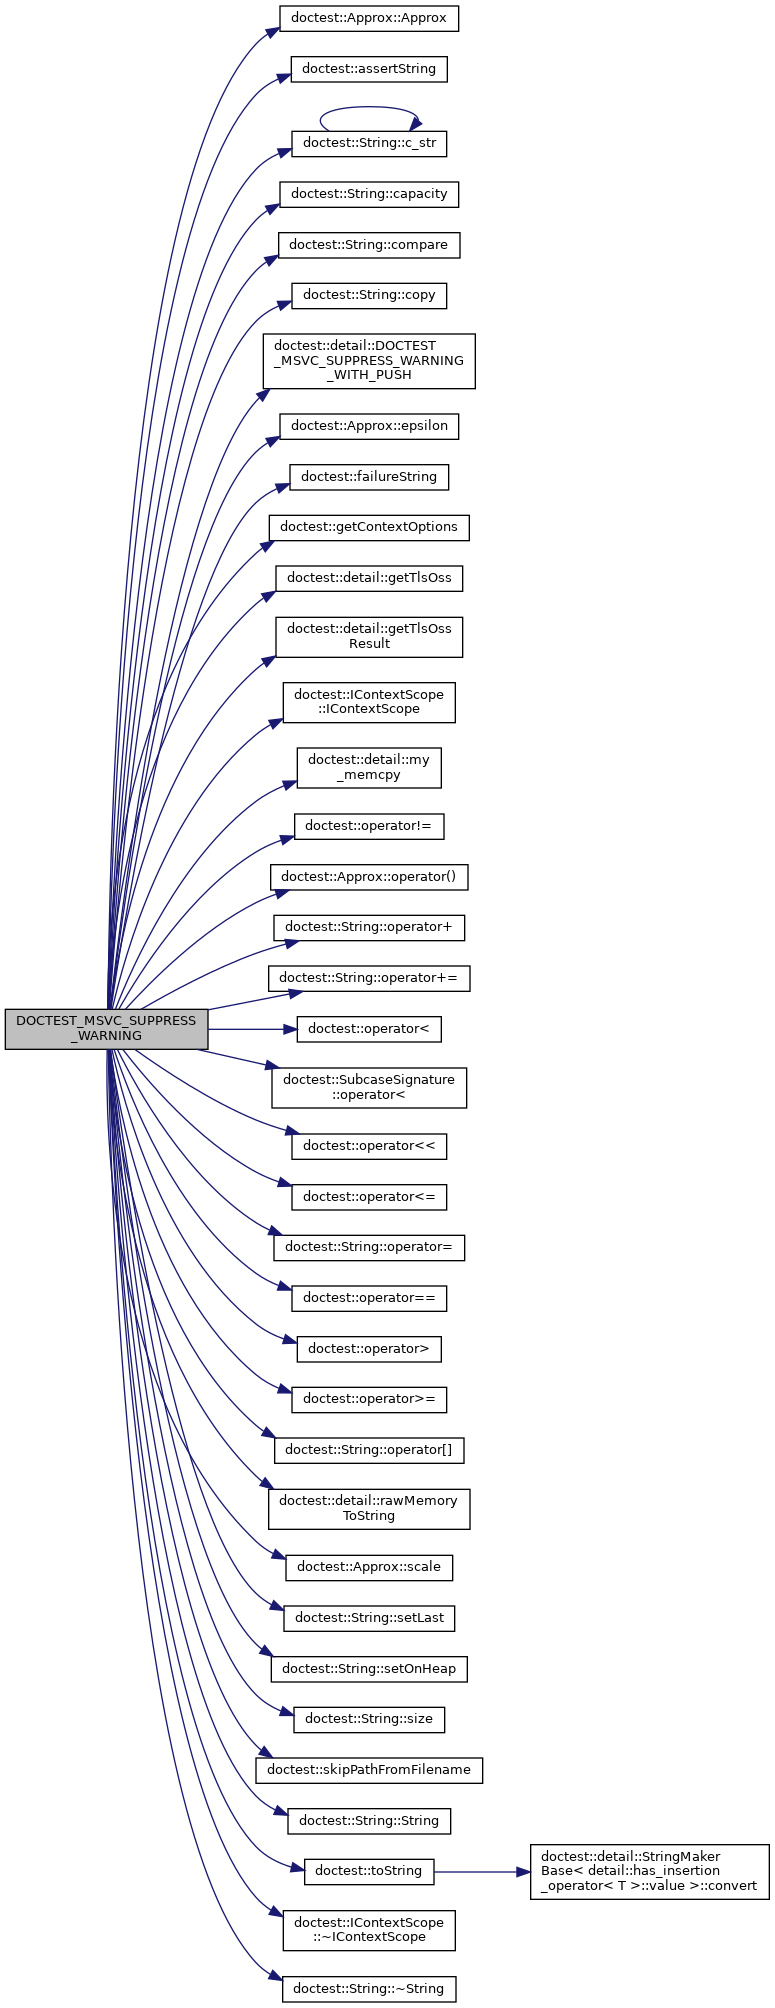 doctest::Approx::Approx
doctest::assertString
doctest::String::c_str
doctest::String::capacity
doctest::String::compare
doctest::String::copy
doctest::detail::DOCTEST
_MSVC_SUPPRESS_WARNING
_WITH_PUSH
doctest::Approx::epsilon
doctest::failureString
doctest::getContextOptions
doctest::detail::getTlsOss
doctest::detail::getTlsOss
Result
doctest::IContextScope
::IContextScope
doctest::detail::my
_memcpy
doctest::operator!=
doctest::Approx::operator()
doctest::String::operator+
doctest::String::operator+=
DOCTEST_MSVC_SUPPRESS
_WARNING
doctest::operator<
doctest::SubcaseSignature
::operator<
doctest::operator<<
doctest::operator<=
doctest::String::operator=
doctest::operator==
doctest::operator>
doctest::operator>=
doctest::String::operator[]
doctest::detail::rawMemory
ToString
doctest::Approx::scale
doctest::String::setLast
doctest::String::setOnHeap
doctest::String::size
doctest::skipPathFromFilename
doctest::String::String
doctest::toString
doctest::detail::StringMaker
Base< detail::has_insertion
_operator< T >::value >::convert
doctest::IContextScope
::~IContextScope
doctest::String::~String